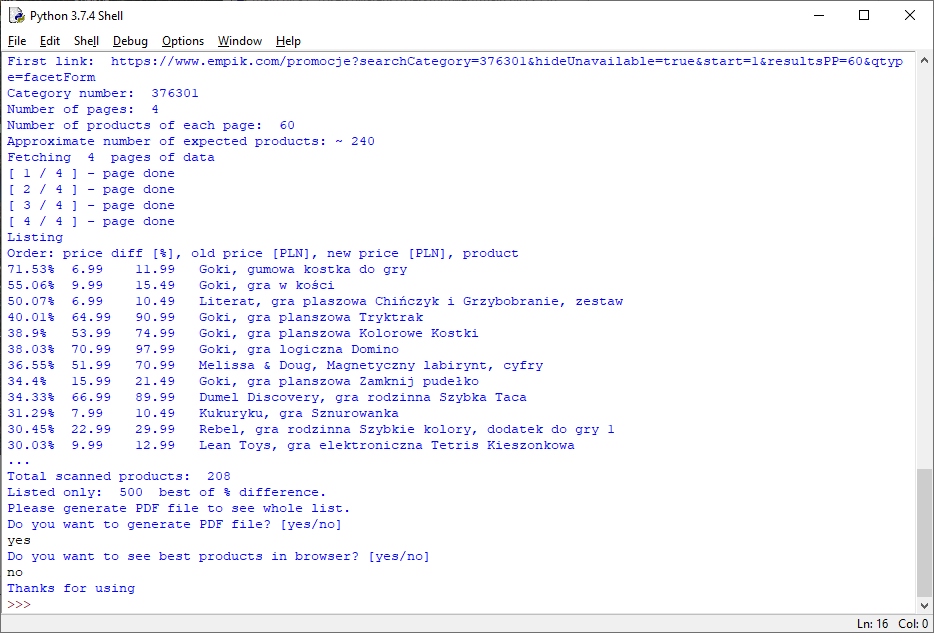 Python 3.7.4 Shell
File Edit Shell Debug Options Window Help
First link:  https://www.empik.com/promocje?searchCategory=376301&hideUnavailable=true&start=1&resultsPP=60&qtyp
e=facetForm
Category number:  376301
Number of pages:  4
Number of products of each page:  60
Approximate number of expected products: ~ 240
Fetching  4  pages of data
[ 1 / 4 ] - page done
[ 2 / 4 ] - page done
[ 3 / 4 ] - page done
[ 4 / 4 ] - page done
Listing
Order: price diff [%], old price [PLN], new price [PLN], product
71.53%  6.99    11.99   Goki, gumowa kostka do gry
55.06%  9.99    15.49   Goki, gra w kości
50.07%  6.99    10.49   Literat, gra plaszowa Chińczyk i Grzybobranie, zestaw
40.01%  64.99   90.99   Goki, gra planszowa Tryktrak
38.9%   53.99   74.99   Goki, gra planszowa Kolorowe Kostki
38.03%  70.99   97.99   Goki, gra logiczna Domino
36.55%  51.99   70.99   Melissa & Doug, Magnetyczny labirynt, cyfry
34.4%   15.99   21.49   Goki, gra planszowa Zamknij pudełko
34.33%  66.99   89.99   Dumel Discovery, gra rodzinna Szybka Taca
31.29%  7.99    10.49   Kukuryku, gra Sznurowanka
30.45%  22.99   29.99   Rebel, gra rodzinna Szybkie kolory, dodatek do gry 1
30.03%  9.99    12.99   Lean Toys, gra elektroniczna Tetris Kieszonkowa
...
Total scanned products:  208
Listed only:  500  best of % difference.
Please generate PDF file to see whole list.
Do you want to generate PDF file? [yes/no]
yes
Do you want to see best products in browser? [yes/no]
no
Thanks for using
>>>
Ln: 16 Col: 0